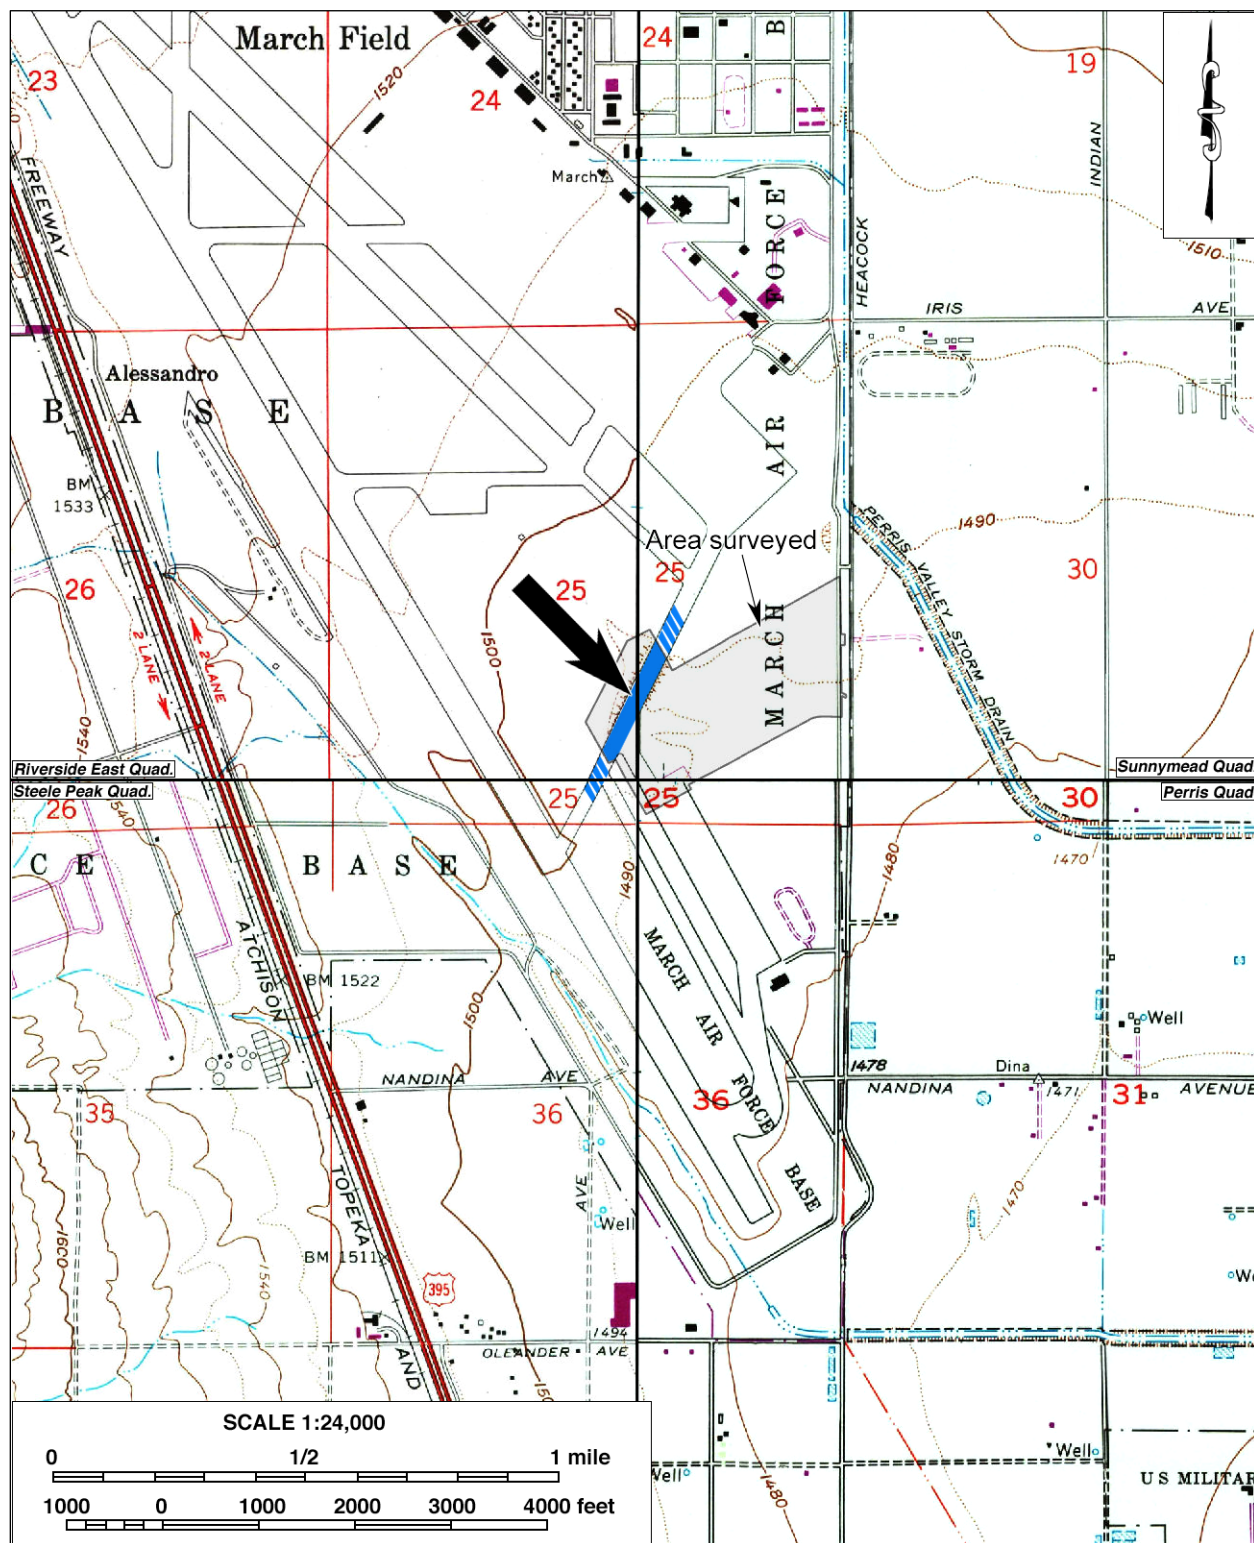 March Field
24
B
23
19
1520
24
INDIAN
FREEWAY
March
FORCE
HEACOCK
1510
IRIS
AVE
Alessandro
B A S E
AIR
BM
1533
PERRIS VALLEY STORM DRAIN
1490
Area surveyed
26
25
25
30
MARCH
1500
2 LANE
2 LANE
1540
Riverside East Quad.
Sunnymead Quad.
Steele Peak Quad.
Perris Quad.
26
25
25
30
1540
1470
C E
B A S E
1490
1480
ATCHISON
MARCH AIR FORCE BASE
BM 1522
1500
Well
1478
Dina
NANDINA
AVE
NANDINA
1471
AVENUE
35
36
36
31
TOPEKA
AVE
1470
Well
1600
1540
BM 1511
395
1494
OLEANDER
AVE
AND
SCALE 1:24,000
0
1/2
1 mile
1000
0
1000
2000
3000
4000 feet
Well
1480
Well
U S MILITAR